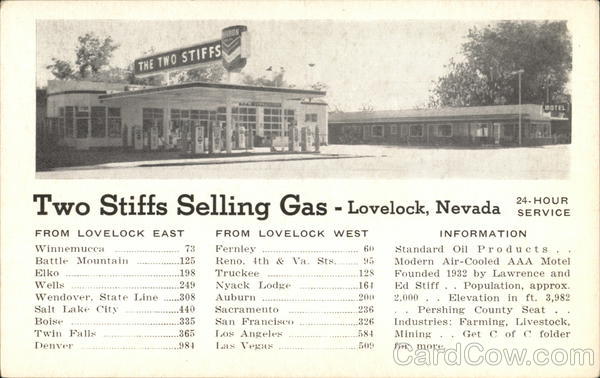 CHEVRON
THE TWO STIFFS
MOTEL
Two Stiffs Selling Gas - Lovelock, Nevada
24-HOUR
SERVICE
FROM LOVELOCK EAST
Winnemucca 73
Battle Mountain 125
Elko 198
Wells 249
Wendover, State Line 308
Salt Lake City 440
Boise 335
Twin Falls 365
Denver 984
FROM LOVELOCK WEST
Fernley 60
Reno, 4th & Va. Sts. 95
Truckee 128
Nyack Lodge 161
Auburn 200
Sacramento 236
San Francisco 326
Los Angeles 584
Las Vegas 509
INFORMATION
Standard Oil Products . .
Modern Air-Cooled AAA Motel
Founded 1932 by Lawrence and
Ed Stiff . . Population, approx.
2,000 . . Elevation in ft. 3,982
. . Pershing County Seat . .
Industries: Farming, Livestock,
Mining . . Get C of C folder
for more.
CardCow.com